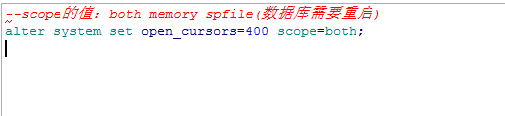 --scope的值: both memory spfile(数据库需要重启)
alter system set open_cursors=400 scope=both;